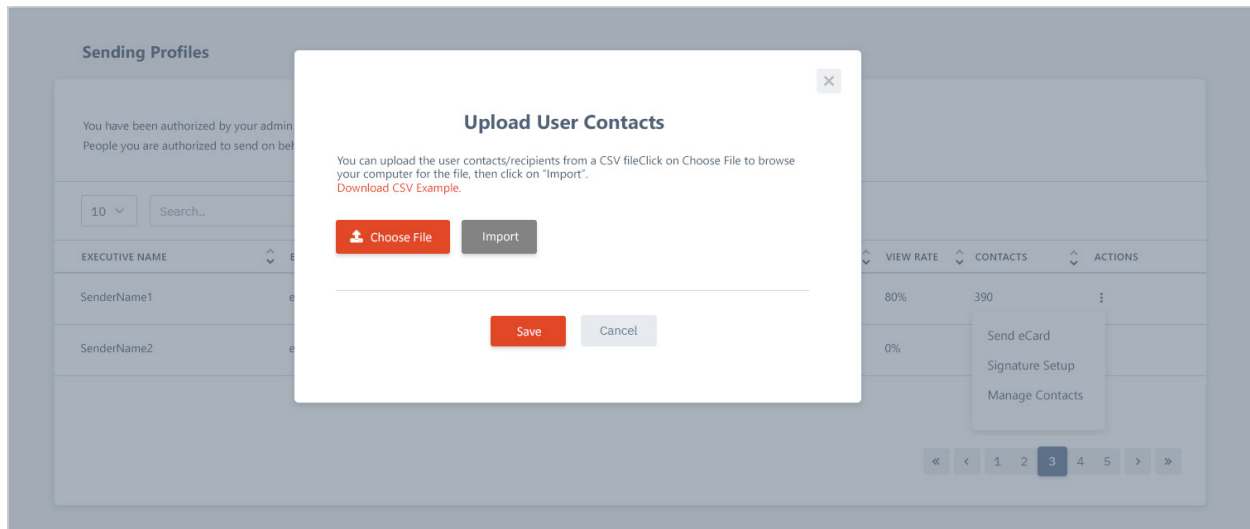 Sending Profiles
×
Upload User Contacts
You have been authorized by your admin
People you are authorized to send on beh
You can upload the user contacts/recipients from a CSV fileClick on Choose File to browse
your computer for the file, then click on “Import”.
Download CSV Example.
10 Search..
Choose File Import
EXECUTIVE NAME E VIEW RATE CONTACTS ACTIONS
SenderName1 e 80% 390
Save Cancel
SenderName2 e 0%
Send eCard
Signature Setup
Manage Contacts
« ‹ 1 2 3 4 5 › »